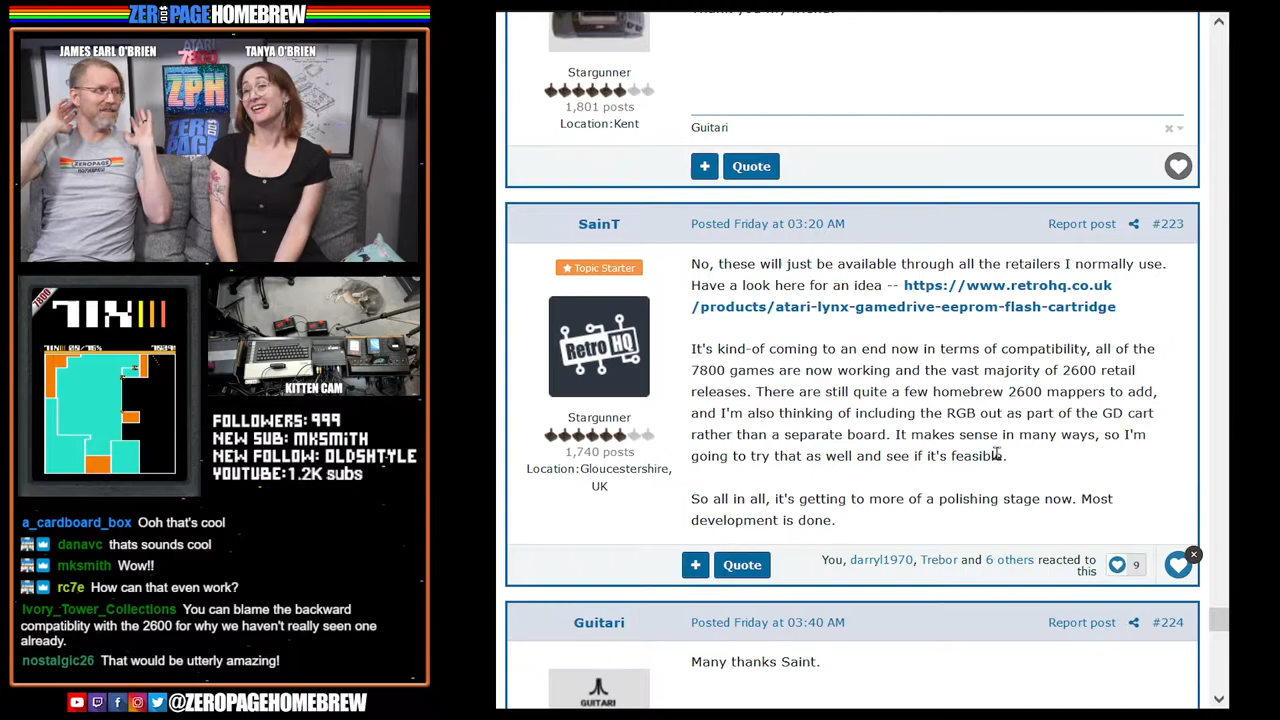 ZEROPAGE HOMEBREW
JAMES EARL O'BRIEN
TANYA O'BRIEN
ATARI
7800
ZPH
ZEROPAGE
HOMEBREW
7800
KITTEN CAM
FOLLOWERS: 999
NEW SUB: MKSMITH
NEW FOLLOW: OLDSHTYLE
YOUTUBE:1.2K SUBS
a_cardboard_box Ooh that's cool
danavc thats sounds cool
mksmith Wow!!
rc7e How can that even work?
Ivory_Tower_Collections You can blame the backward
compatiblity with the 2600 for why we haven't really seen one
already.
nostalgic26 That would be utterly amazing!
@ZEROPAGEHOMEBREW
Stargunner
1,801 posts
Location:Kent
Guitari
+ Quote
SainT
Posted Friday at 03:20 AM
Report post #223
Topic Starter
Retro HQ
Stargunner
1,740 posts
Location:Gloucestershire,
UK
No, these will just be available through all the retailers I normally use.
Have a look here for an idea -- https://www.retrohq.co.uk
/products/atari-lynx-gamedrive-eeprom-flash-cartridge
It's kind-of coming to an end now in terms of compatibility, all of the
7800 games are now working and the vast majority of 2600 retail
releases. There are still quite a few homebrew 2600 mappers to add,
and I'm also thinking of including the RGB out as part of the GD cart
rather than a separate board. It makes sense in many ways, so I'm
going to try that as well and see if it's feasible.
So all in all, it's getting to more of a polishing stage now. Most
development is done.
+ Quote
You, darryl1970, Trebor and 6 others reacted to
this
9
Guitari
Posted Friday at 03:40 AM
Report post #224
Many thanks Saint.
GUITARI